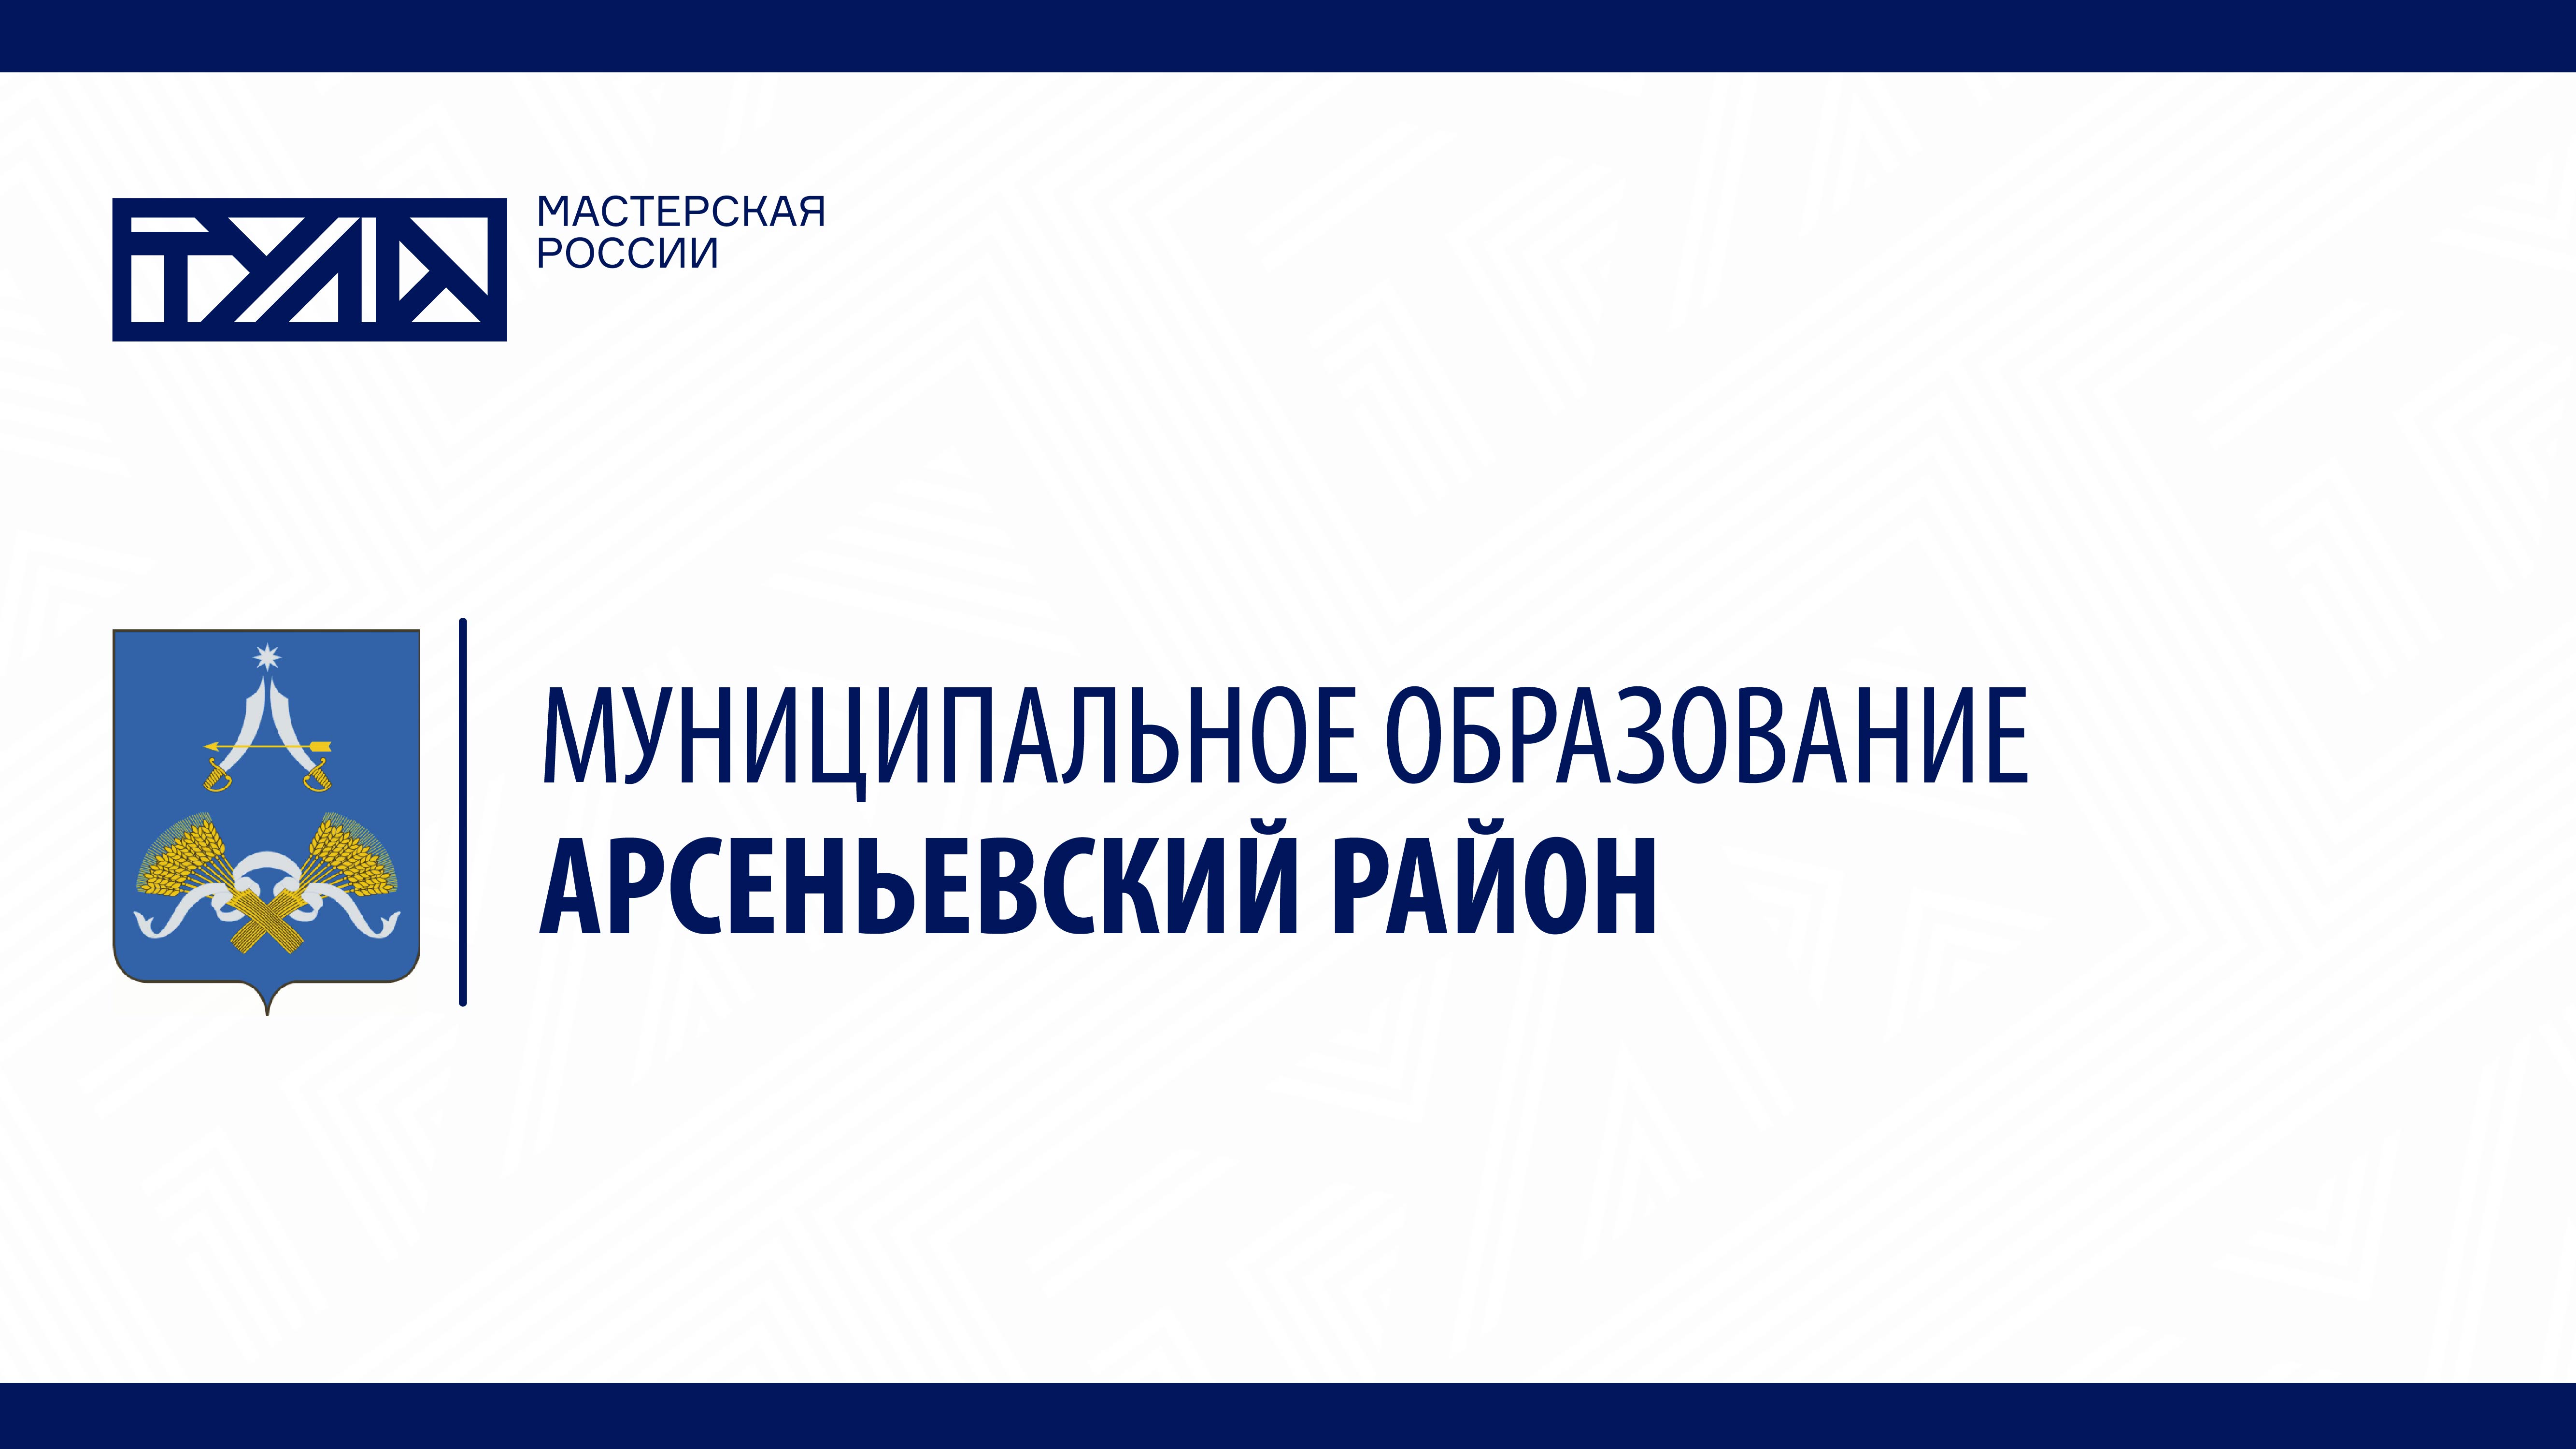 ТУЛА
МАСТЕРСКАЯ
РОССИИ
МУНИЦИПАЛЬНОЕ ОБРАЗОВАНИЕ
АРСЕНЬЕВСКИЙ РАЙОН